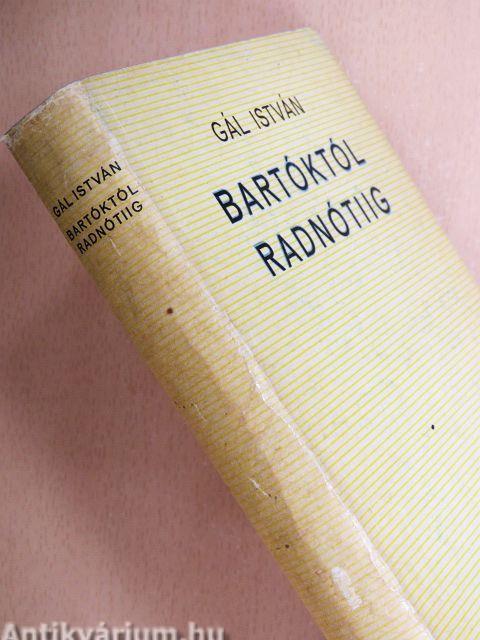 GÁL ISTVÁN
BARTÓKTÓL
RADNÓTIIG
GÁL ISTVÁN
BARTÓKTÓL
RADNÓTIIG
Antikvárium.hu